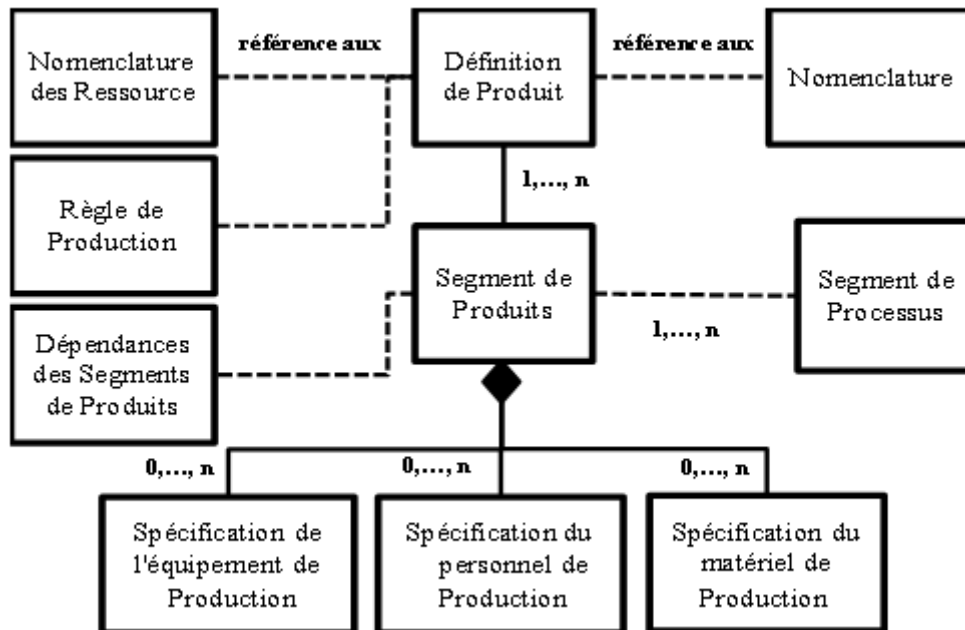 Nomenclature
des Ressource
référence aux
Définition
de Produit
référence aux
Nomenclature
Règle de
Production
1,..., n
Segment de
Produits
1,..., n
Segment de
Processus
Dépendances
des Segments
de Produits
0,..., n
0,..., n
0,..., n
Spécification de
l'équipement de
Production
Spécification du
personnel de
Production
Spécification du
matériel de
Production